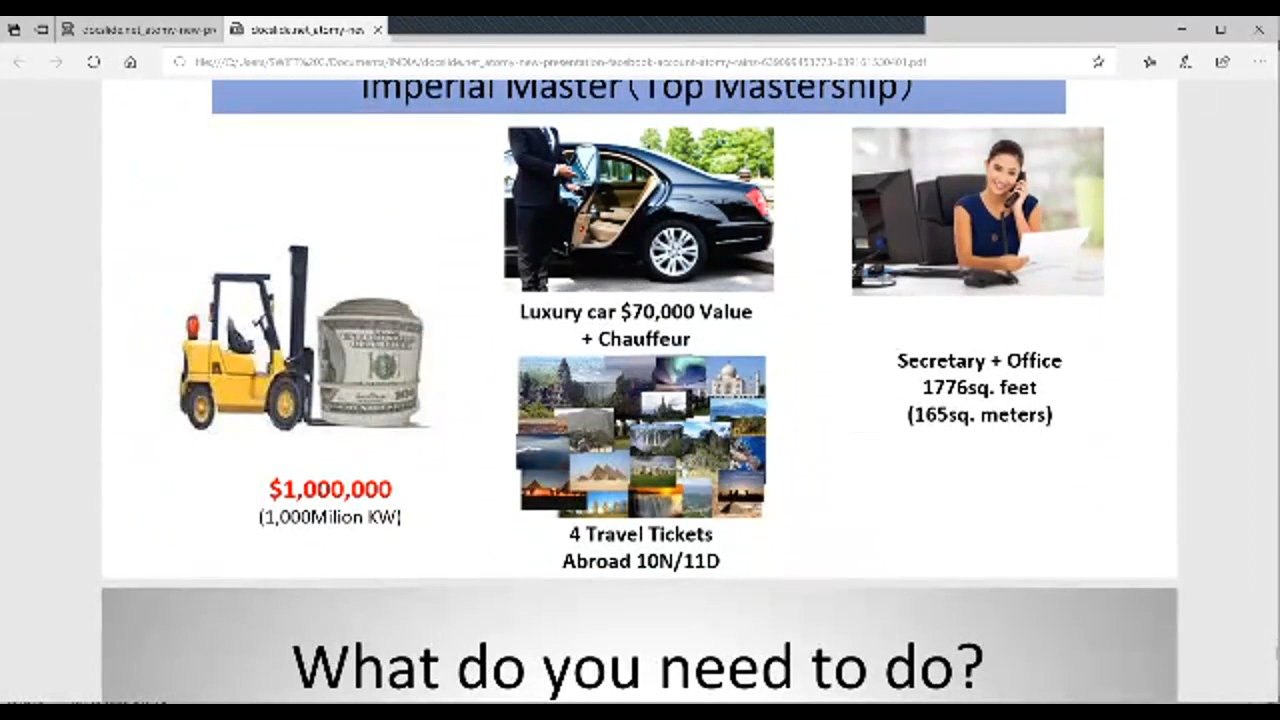 Imperial Master (Top Mastership)
Luxury car $70,000 Value
+ Chauffeur
Secretary + Office
1776sq. feet
(165sq. meters)
$1,000,000
(1,000Milion KW)
4 Travel Tickets
Abroad 10N/11D
What do you need to do?